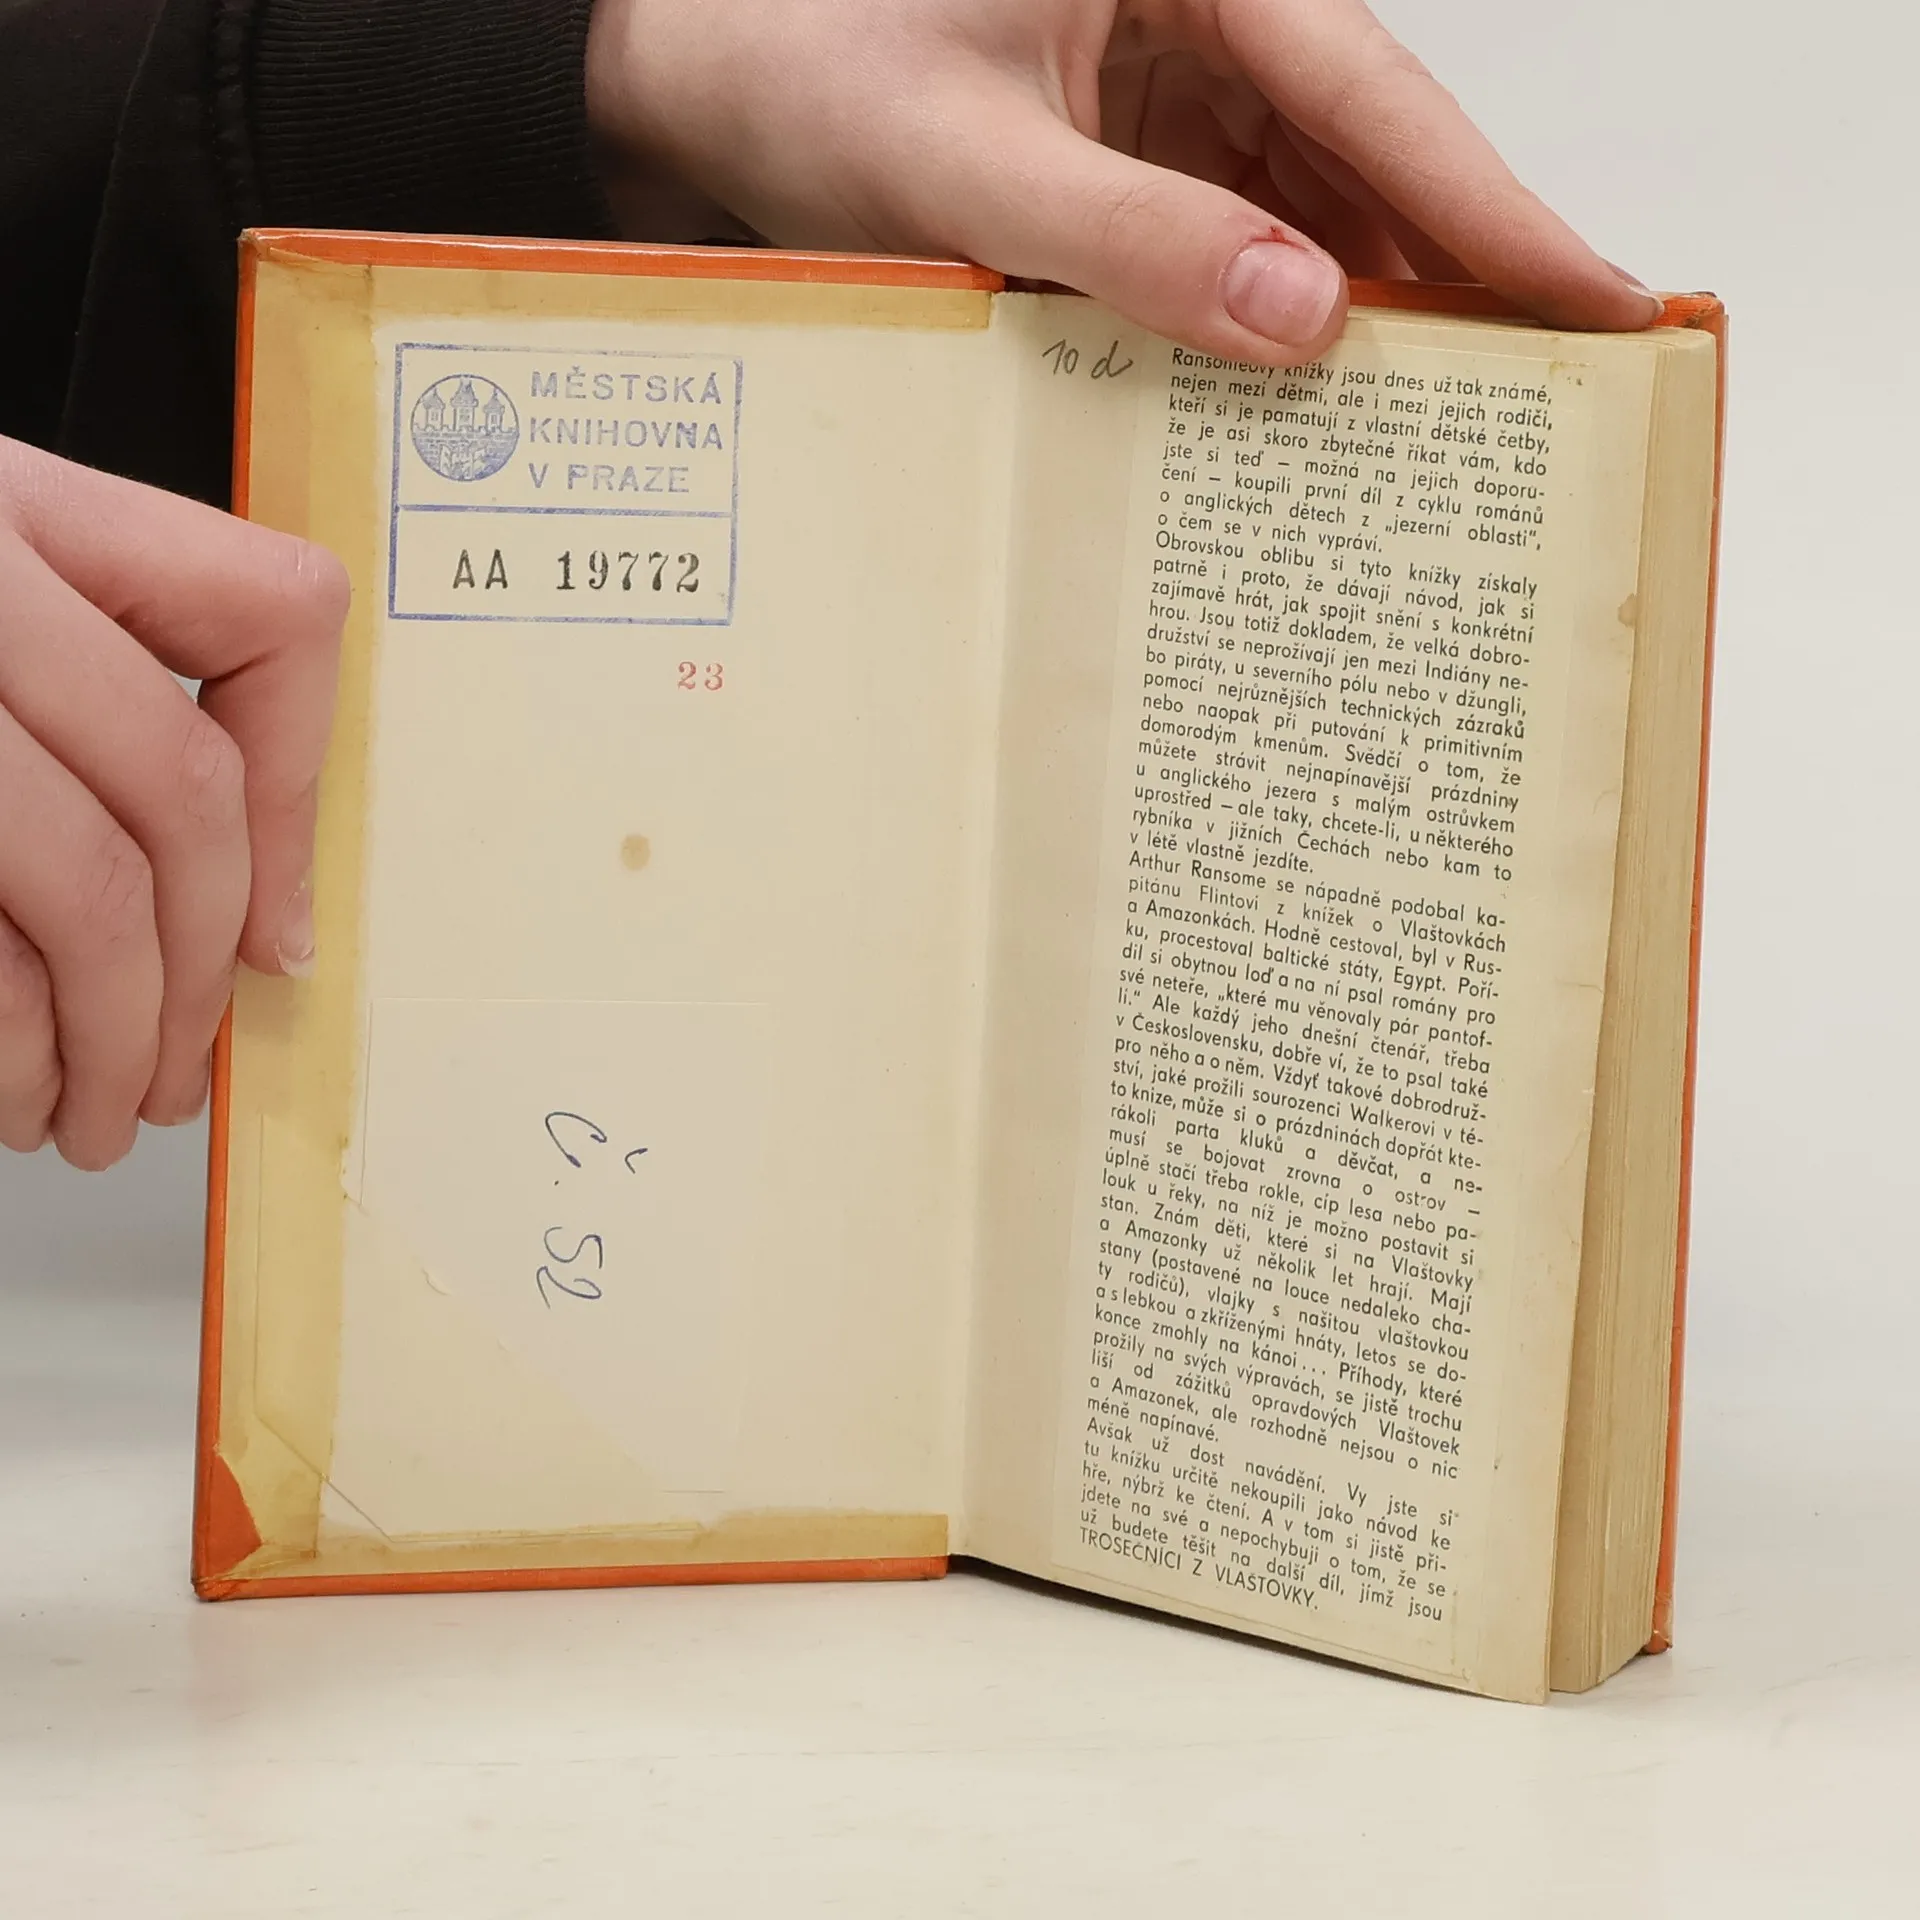 MĚSTSKÁ
KNIHOVNA
V PRAZE
AA 19772
23
Č. 52
10 d
Ransomeovy knížky jsou dnes už tak známé,
nejen mezi dětmi, ale i mezi jejich rodiči,
kteří si je pamatují z vlastní dětské četby,
že je asi skoro zbytečné říkat vám, kdo
jste si teď – možná na jejich doporu-
čení – koupili první díl z cyklu románů
o anglických dětech z „jezerní oblasti“,
o čem se v nich vypráví.
Obrovskou oblibu si tyto knížky získaly
patrně i proto, že dávají návod, jak si
zajímavě hrát, jak spojit snění s konkrétní
hrou. Jsou totiž dokladem, že velká dobro-
družství se neprožívají jen mezi Indiány ne-
bo piráty, u severního pólu nebo v džungli,
pomocí nejrůznějších technických zázraků
nebo naopak při putování k primitivním
domorodým kmenům. Svědčí o tom, že
můžete strávit nejnapínavější prázdniny
u anglického jezera s malým ostrůvkem
uprostřed – ale taky, chcete-li, u některého
rybníka v jižních Čechách nebo kam to
v létě vlastně jezdíte.
Arthur Ransome se nápadně podobal ka-
pitánu Flintovi z knížek o Vlaštovkách
a Amazonkách. Hodně cestoval, byl v Rus-
ku, procestoval baltické státy, Egypt. Poří-
dil si obytnou loď a na ní psal romány pro
své neteře, „které mu věnovaly pár pantof-
lí.“ Ale každý jeho dnešní čtenář, třeba
v Československu, dobře ví, že to psal také
pro něho a o něm. Vždyť takové dobrodruž-
ství, jaké prožili sourozenci Walkerovi v té-
to knize, může si o prázdninách dopřát kte-
rákoli parta kluků a děvčat, a ne-
musí se bojovat zrovna o ostrov –
úplně stačí třeba rokle, cíp lesa nebo pa-
louk u řeky, na níž je možno postavit si
stan. Znám děti, které si na Vlaštovky
a Amazonky už několik let hrají. Mají
stany (postavené na louce nedaleko cha-
ty rodičů), vlajky s našitou vlaštovkou
a s lebkou a zkříženými hnáty, letos se do-
konce zmohly na kánoi... Příhody, které
prožily na svých výpravách, se jistě trochu
liší od zážitků opravdových Vlaštovek
a Amazonek, ale rozhodně nejsou o nic
méně napínavé.
Avšak už dost navádění. Vy jste si
tu knížku určitě nekoupili jako návod ke
hře, nýbrž ke čtení. A v tom si jistě při-
jdete na své a nepochybuji o tom, že se
už budete těšit na další díl, jímž jsou
TROSEČNÍCI Z VLAŠTOVKY.